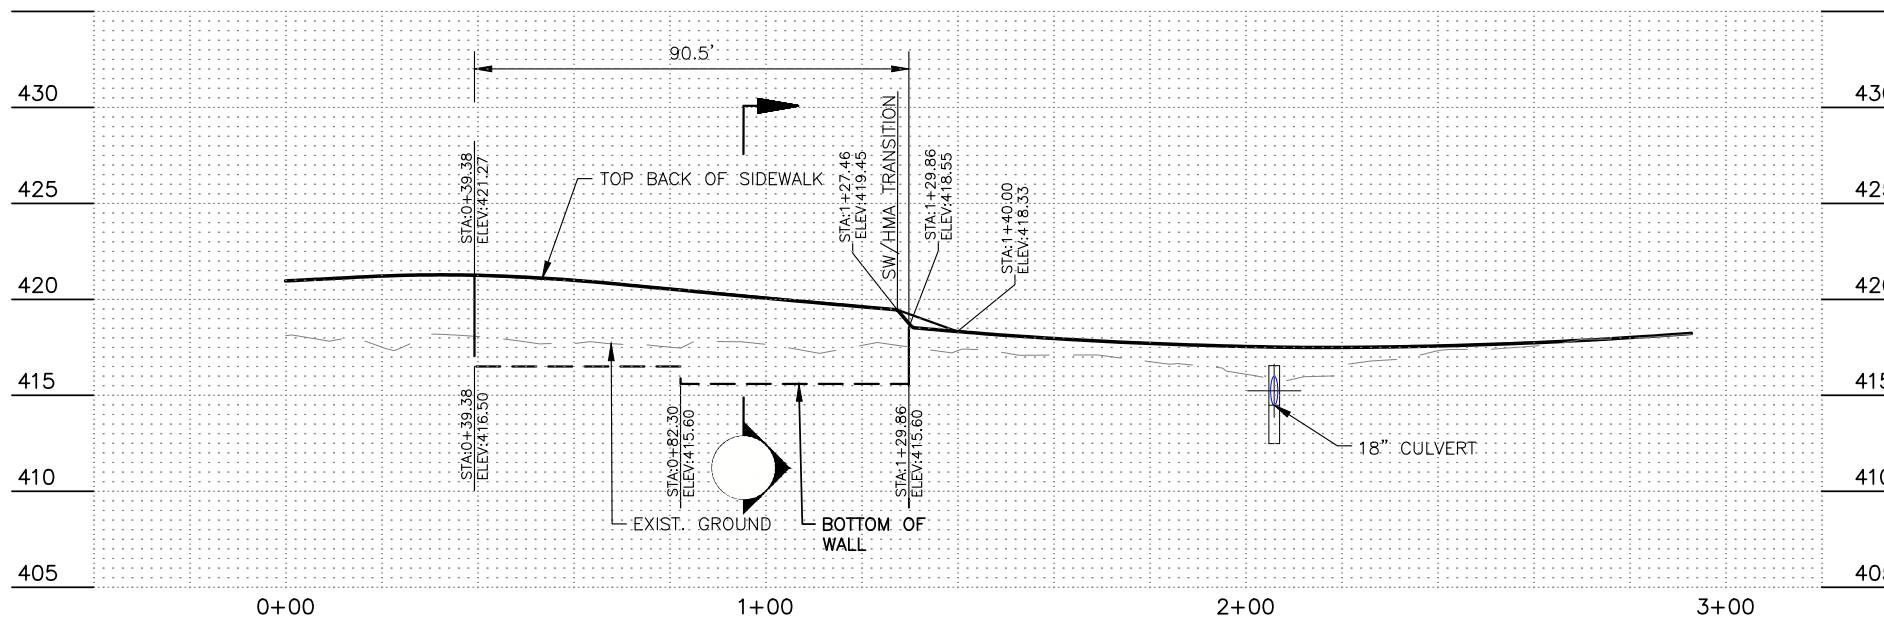 90.5'
430
430
SW/HMA TRANSITION
STA:0+39.38
ELEV:421.27
TOP BACK OF SIDEWALK
STA:1+27.46
ELEV:419.45
STA:1+29.86
ELEV:418.55
STA:1+40.00
ELEV:418.33
425
425
420
420
415
415
STA:0+39.38
ELEV:416.50
STA:0+82.30
ELEV:415.60
STA:1+29.86
ELEV:415.60
18" CULVERT
410
410
EXIST. GROUND
BOTTOM OF
WALL
405
405
0+00
1+00
2+00
3+00